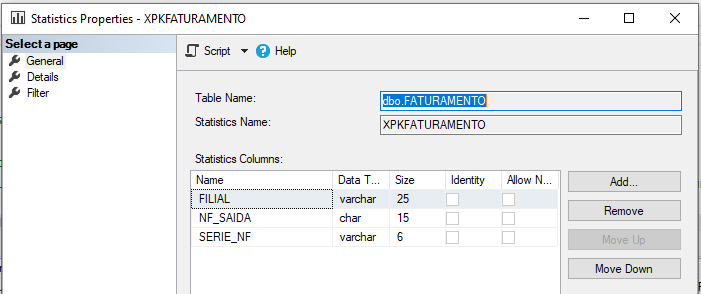 Statistics Properties - XPKFATURAMENTO
Select a page
General
Details
Filter
Script
Help
Table Name: dbo.FATURAMENTO
Statistics Name: XPKFATURAMENTO
Statistics Columns:
Name Data T... Size Identity Allow N...
FILIAL varchar 25
NF_SAIDA char 15
SERIE_NF varchar 6
Add...
Remove
Move Up
Move Down